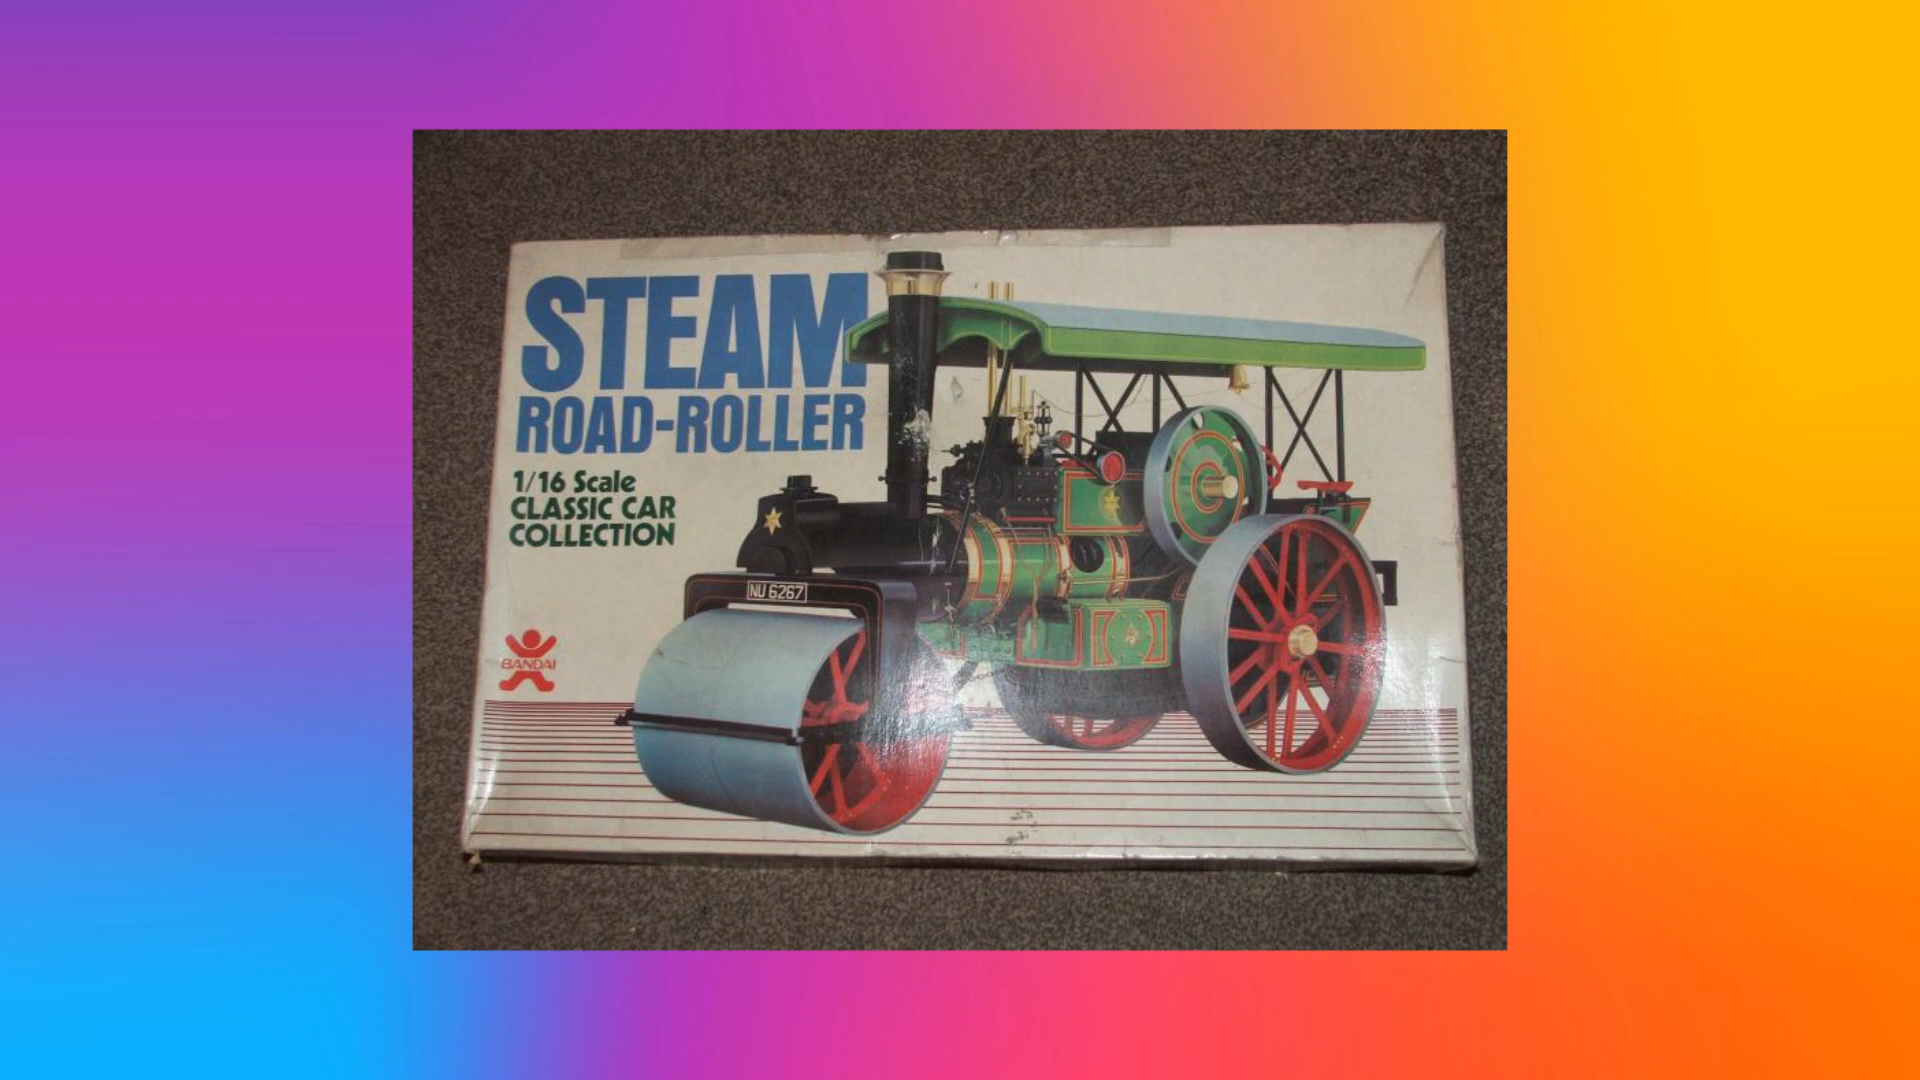 STEAM
ROAD-ROLLER
1/16 Scale
CLASSIC CAR
COLLECTION
NU 6267
BANDAI